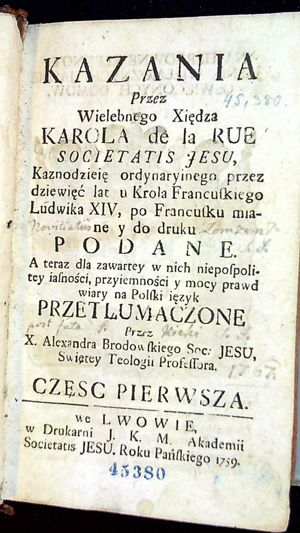 KAZANIA
Przez
Wielebnego Xiędza
45,380.
KAROLA de la RUE
SOCIETATIS JESU,
Kaznodzieię ordynaryinego przez
dziewięć lat u Krola Francuskiego
Ludwika XIV, po Francusku mia-
ne y do druku
PODANE.
A teraz dla zawartey w nich niepospoli-
tey iasności, przyiemności y mocy prawd
wiary na Polski ięzyk
PRZETŁUMACZONE
Przez
X. Alexandra Brodowskiego Soc: JESU,
Swiętey Teologii Professora.
CZĘSC PIERWSZA.
we LWOWIE,
w Drukarni J. K. M. Akademii
Societatis JESU. Roku Pańskiego 1759.
45380